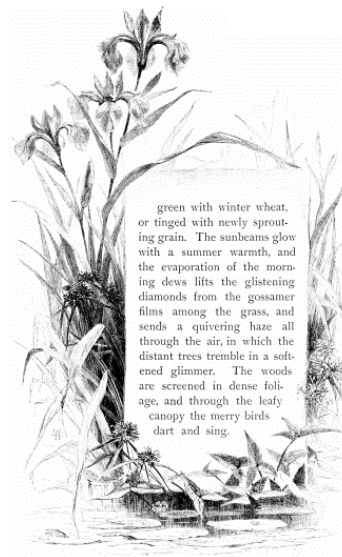 green with winter wheat,
or tinged with newly sprout-
ing grain. The sunbeams glow
with a summer warmth, and
the evaporation of the morn-
ing dews lifts the glistening
diamonds from the gossamer
films among the grass, and
sends a quivering haze all
through the air, in which the
distant trees tremble in a soft-
ened glimmer. The woods
are screened in dense foli-
age, and through the leafy
canopy the merry birds
dart and sing.